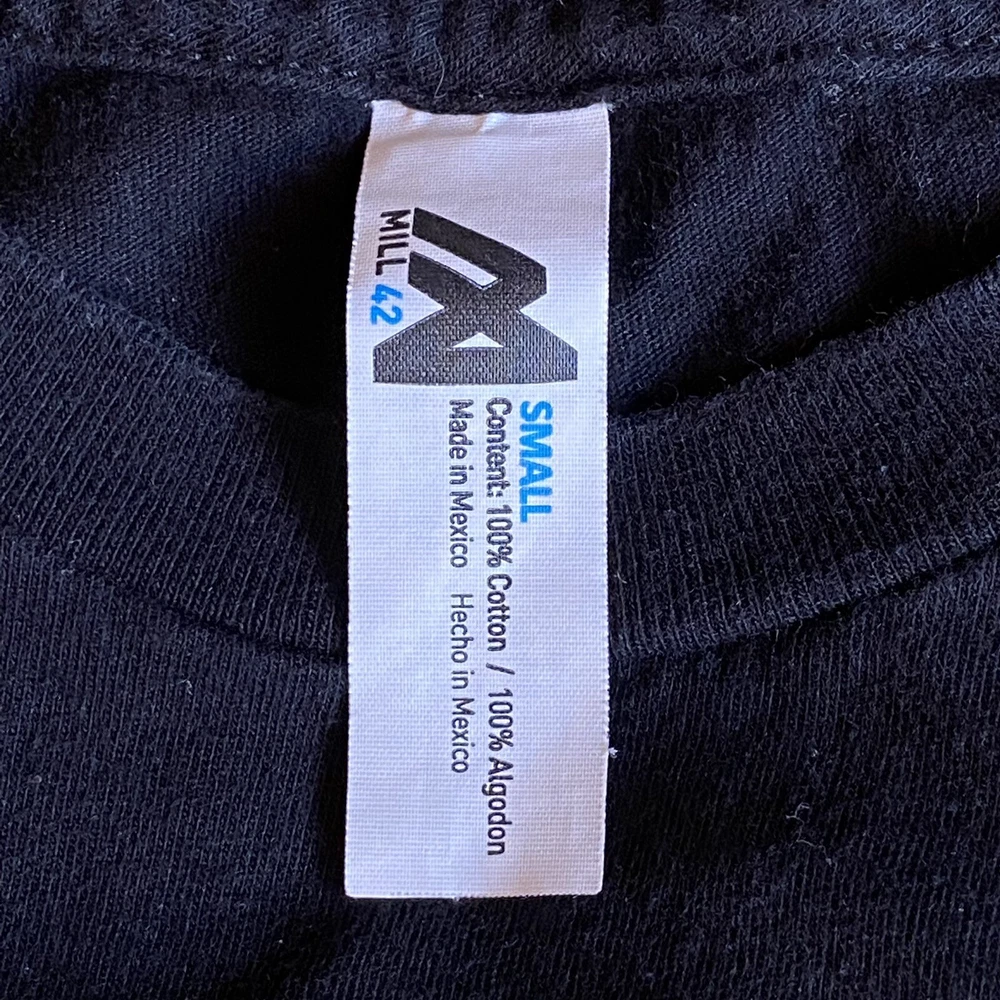 MILL 42
SMALL
Content: 100% Cotton / 100% Algodon
Made in Mexico Hecho in Mexico